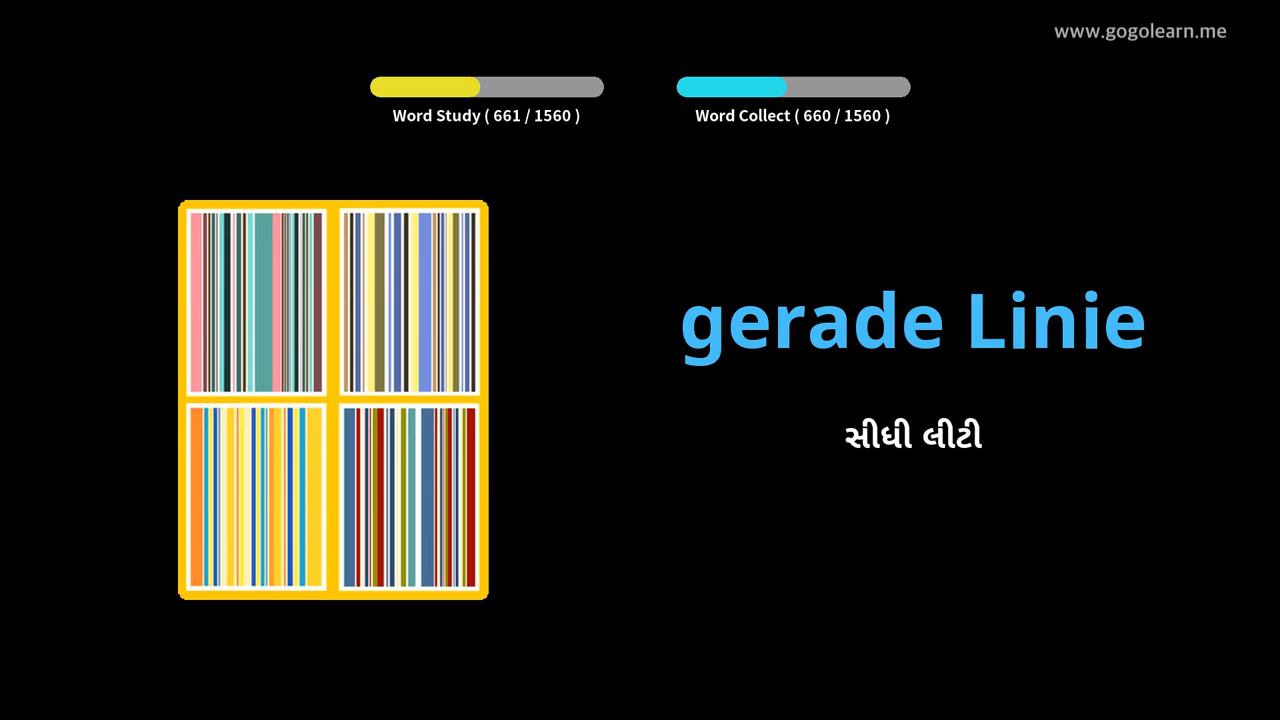 www.gogolearn.me
Word Study ( 661 / 1560 )
Word Collect ( 660 / 1560 )
gerade Linie
સીધી લીટી